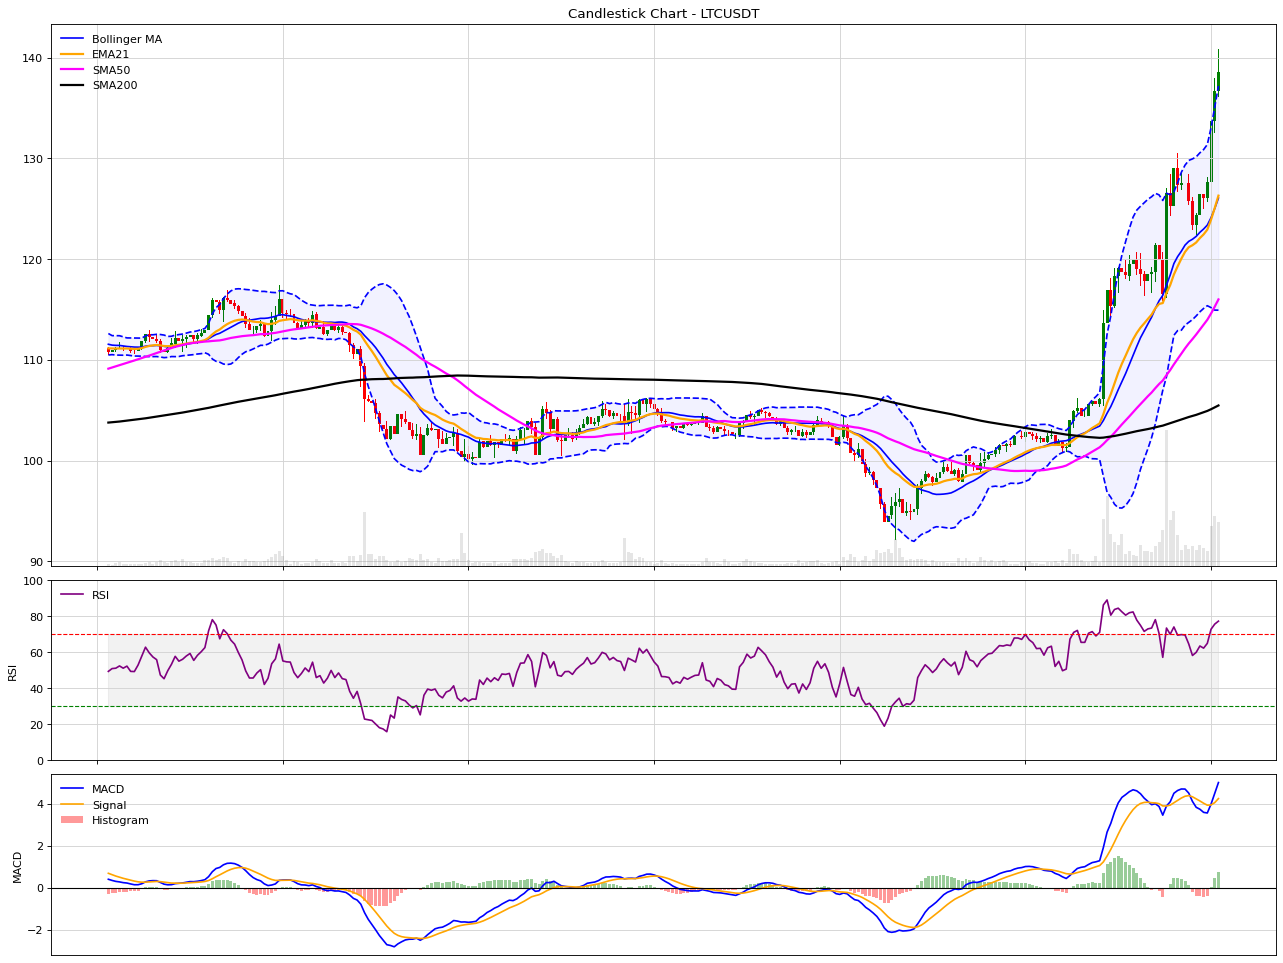 Candlestick Chart - LTCUSDT
Bollinger MA
EMA21
SMA50
SMA200
140
130
120
110
100
90
RSI
100
80
60
40
20
0
RSI
MACD
Signal
Histogram
4
2
0
−2
MACD